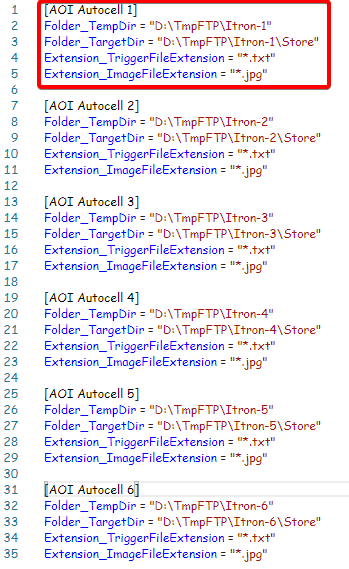 1 [AOI Autocell 1]
2 Folder_TempDir = "D:\TmpFTP\Itron-1"
3 Folder_TargetDir = "D:\TmpFTP\Itron-1\Store"
4 Extension_TriggerFileExtension = "*.txt"
5 Extension_ImageFileExtension = "*.jpg"
6
7 [AOI Autocell 2]
8 Folder_TempDir = "D:\TmpFTP\Itron-2"
9 Folder_TargetDir = "D:\TmpFTP\Itron-2\Store"
10 Extension_TriggerFileExtension = "*.txt"
11 Extension_ImageFileExtension = "*.jpg"
12
13 [AOI Autocell 3]
14 Folder_TempDir = "D:\TmpFTP\Itron-3"
15 Folder_TargetDir = "D:\TmpFTP\Itron-3\Store"
16 Extension_TriggerFileExtension = "*.txt"
17 Extension_ImageFileExtension = "*.jpg"
18
19 [AOI Autocell 4]
20 Folder_TempDir = "D:\TmpFTP\Itron-4"
21 Folder_TargetDir = "D:\TmpFTP\Itron-4\Store"
22 Extension_TriggerFileExtension = "*.txt"
23 Extension_ImageFileExtension = "*.jpg"
24
25 [AOI Autocell 5]
26 Folder_TempDir = "D:\TmpFTP\Itron-5"
27 Folder_TargetDir = "D:\TmpFTP\Itron-5\Store"
28 Extension_TriggerFileExtension = "*.txt"
29 Extension_ImageFileExtension = "*.jpg"
30
31 [AOI Autocell 6]
32 Folder_TempDir = "D:\TmpFTP\Itron-6"
33 Folder_TargetDir = "D:\TmpFTP\Itron-6\Store"
34 Extension_TriggerFileExtension = "*.txt"
35 Extension_ImageFileExtension = "*.jpg"